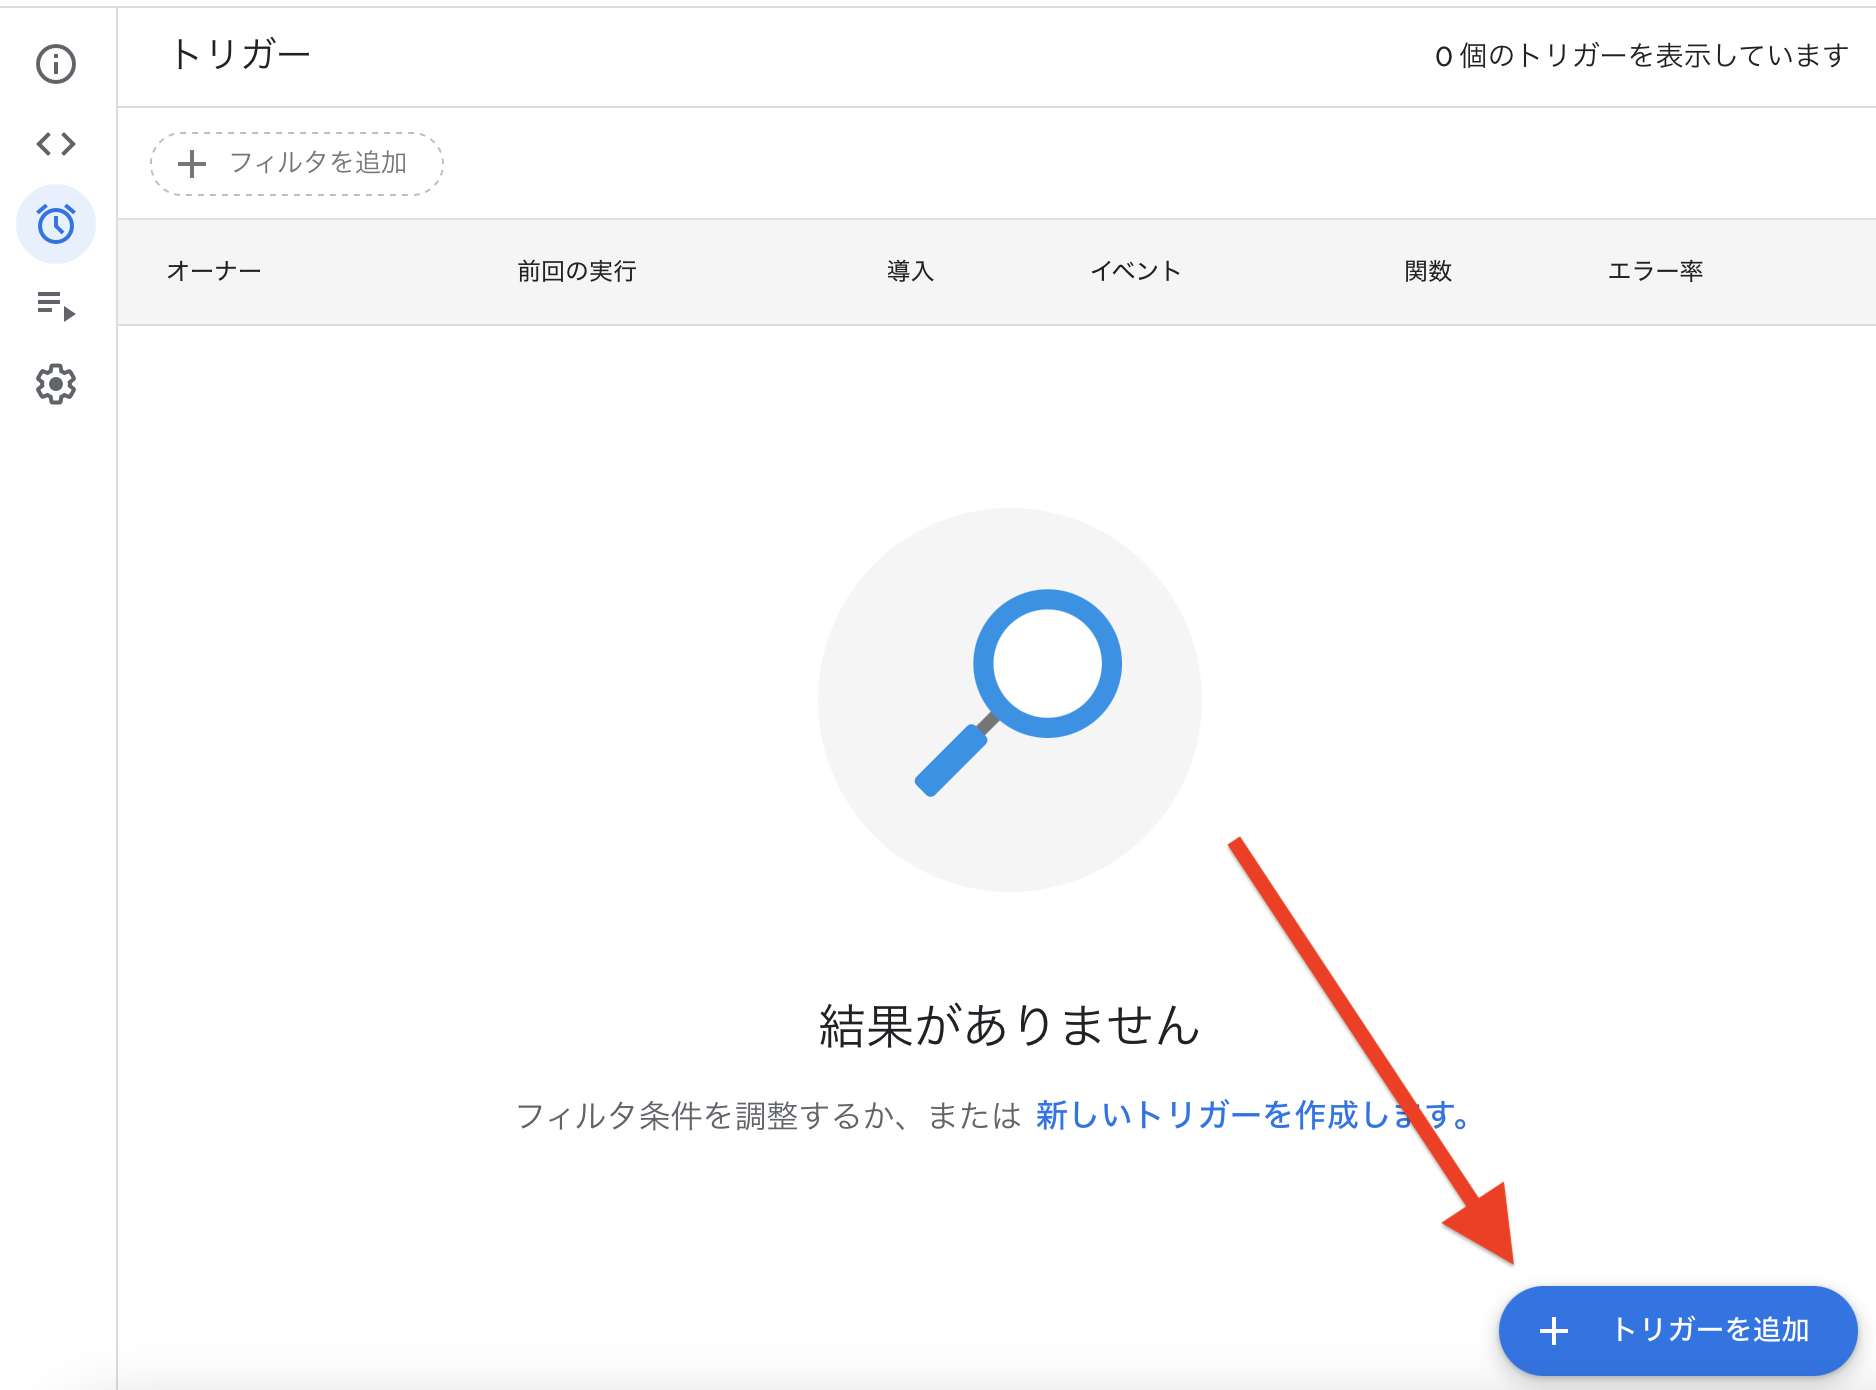 トリガー
0 個のトリガーを表示しています
フィルタを追加
オーナー 前回の実行 導入 イベント 関数 エラー率
結果がありません
フィルタ条件を調整するか、または 新しいトリガーを作成します。
トリガーを追加